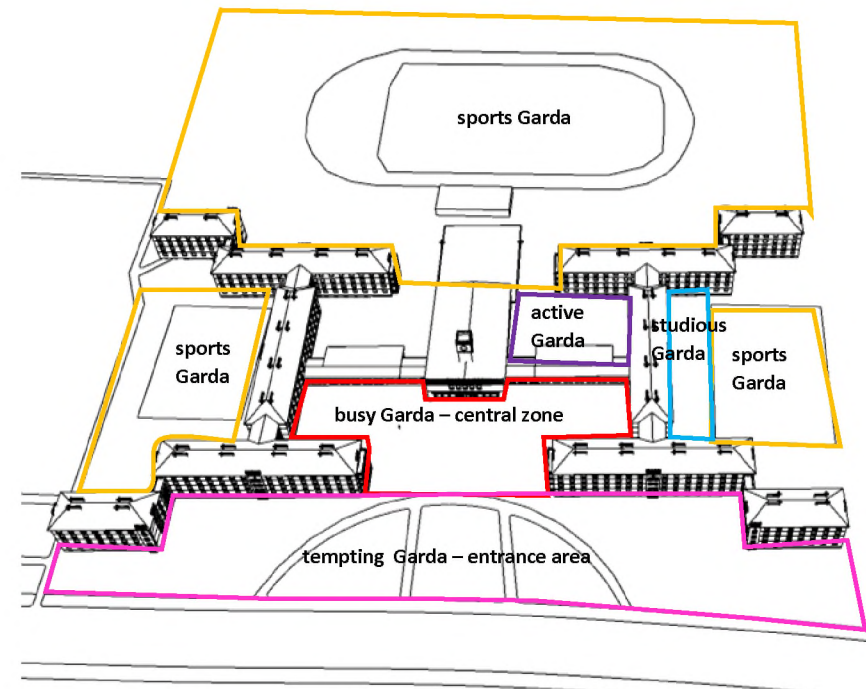 sports Garda
active
Garda
studious
Garda
sports
Garda
sports
Garda
busy Garda – central zone
tempting  Garda – entrance area